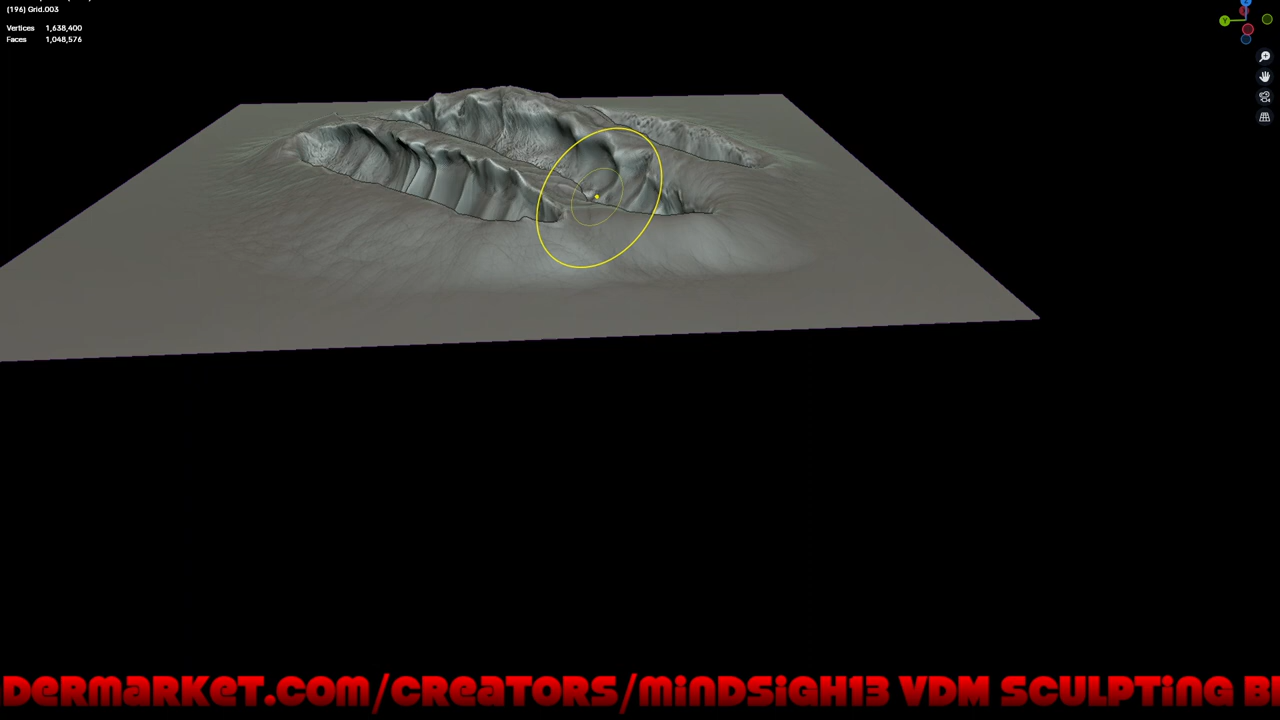 (196) Grid.003
Vertices 1,638,400
Faces 1,048,576
Y
DERMARKET.COM/CREATORS/MINDSIGH13 VDM SCULPTING